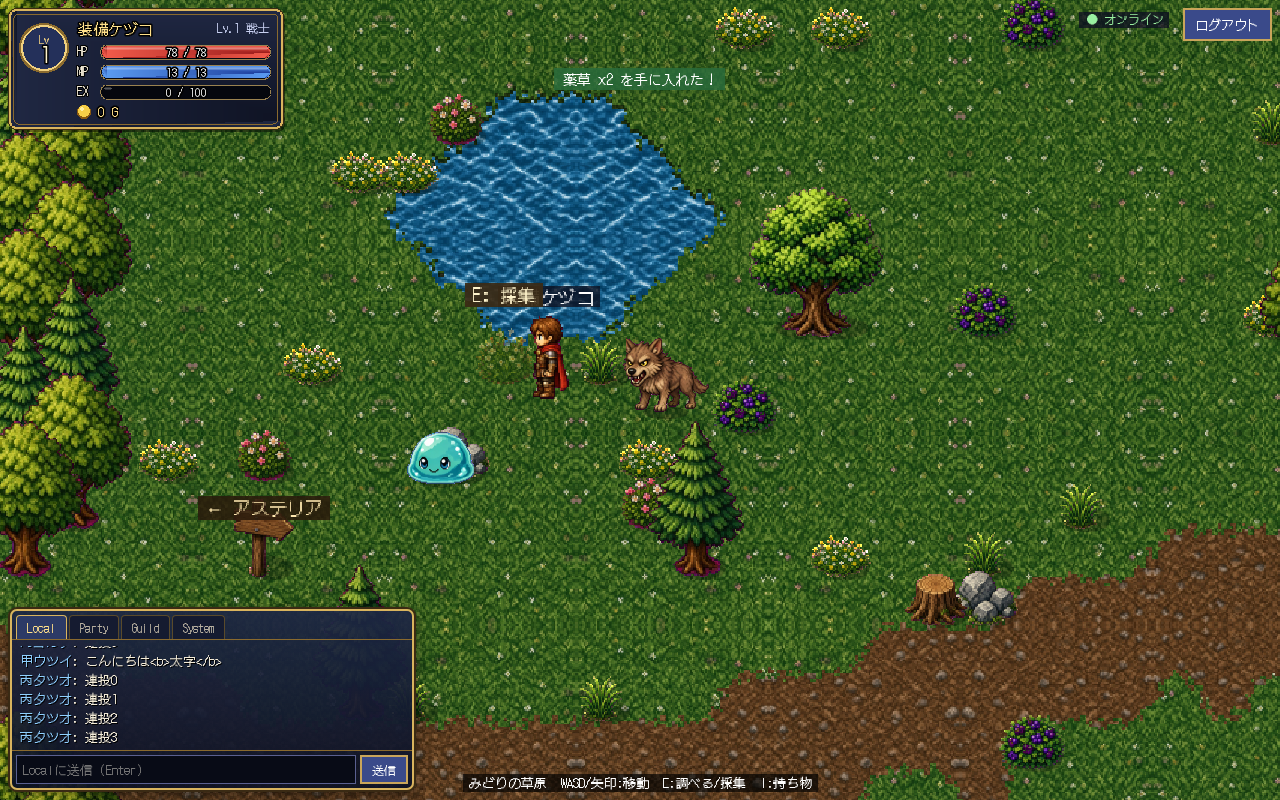 Lv
1
装備ケヅコ Lv.1 戦士
HP 78 / 78
MP 13 / 13
EX 0 / 100
0 G
オンライン
ログアウト
薬草 x2 を手に入れた！
E: 採集
ケヅコ
← アステリア
Local Party Guild System
甲ウツイ: こんにちは<b>太字</b>
丙タツオ: 連投0
丙タツオ: 連投1
丙タツオ: 連投2
丙タツオ: 連投3
Localに送信 (Enter)
送信
みどりの草原 WASD/矢印:移動 E:調べる/採集 I:持ち物